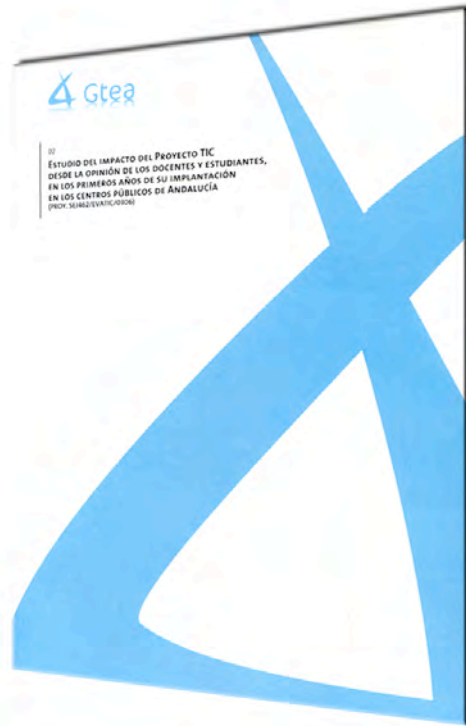 Gtea
02
ESTUDIO DEL IMPACTO DEL PROYECTO TIC
DESDE LA OPINIÓN DE LOS DOCENTES Y ESTUDIANTES,
EN LOS PRIMEROS AÑOS DE SU IMPLANTACIÓN
EN LOS CENTROS PÚBLICOS DE ANDALUCÍA
(PROY. SEJ462/EVATIC/0306)